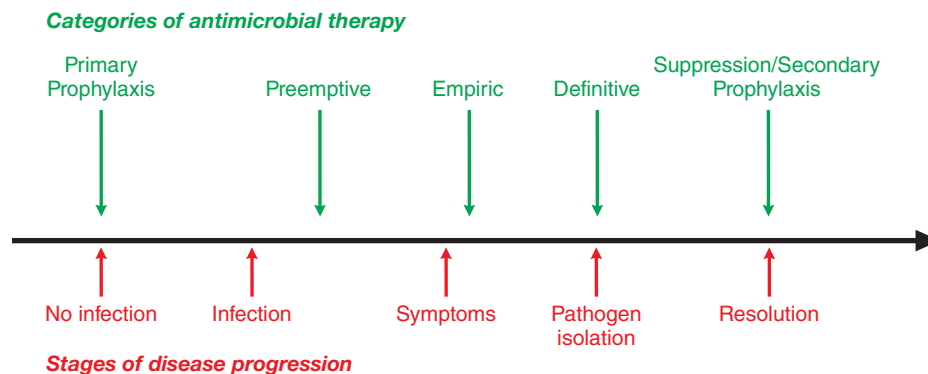 Categories of antimicrobial therapy
Primary
Prophylaxis
Preemptive
Empiric
Definitive
Suppression/Secondary
Prophylaxis
No infection
Infection
Symptoms
Pathogen
isolation
Resolution
Stages of disease progression